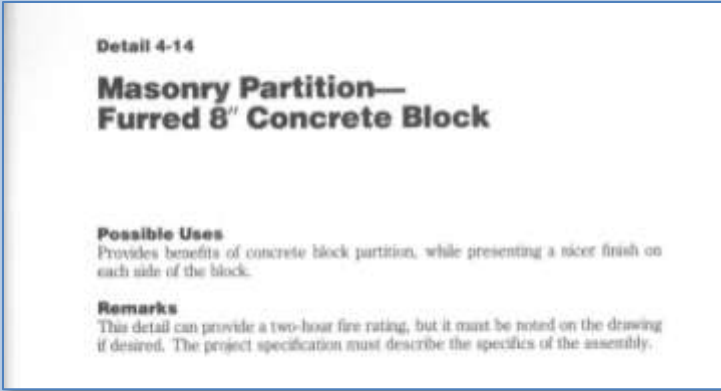 Detail 4-14
Masonry Partition—
Furred 8" Concrete Block
Possible Uses
Provides benefits of concrete block partition, while presenting a nicer finish on
each side of the block.
Remarks
This detail can provide a two-hour fire rating, but it must be noted on the drawing
if desired. The project specification must describe the specifics of the assembly.